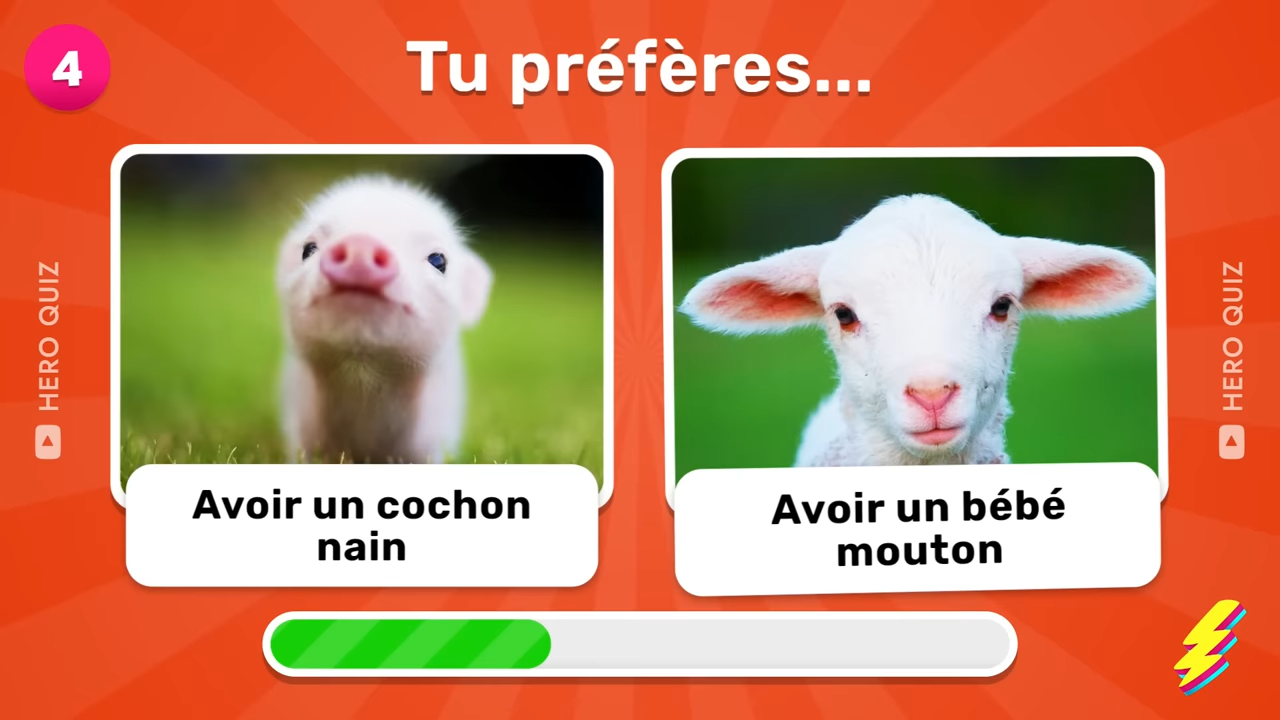 4
Tu préfères...
HERO QUIZ
Avoir un cochon
nain
Avoir un bébé
mouton
HERO QUIZ